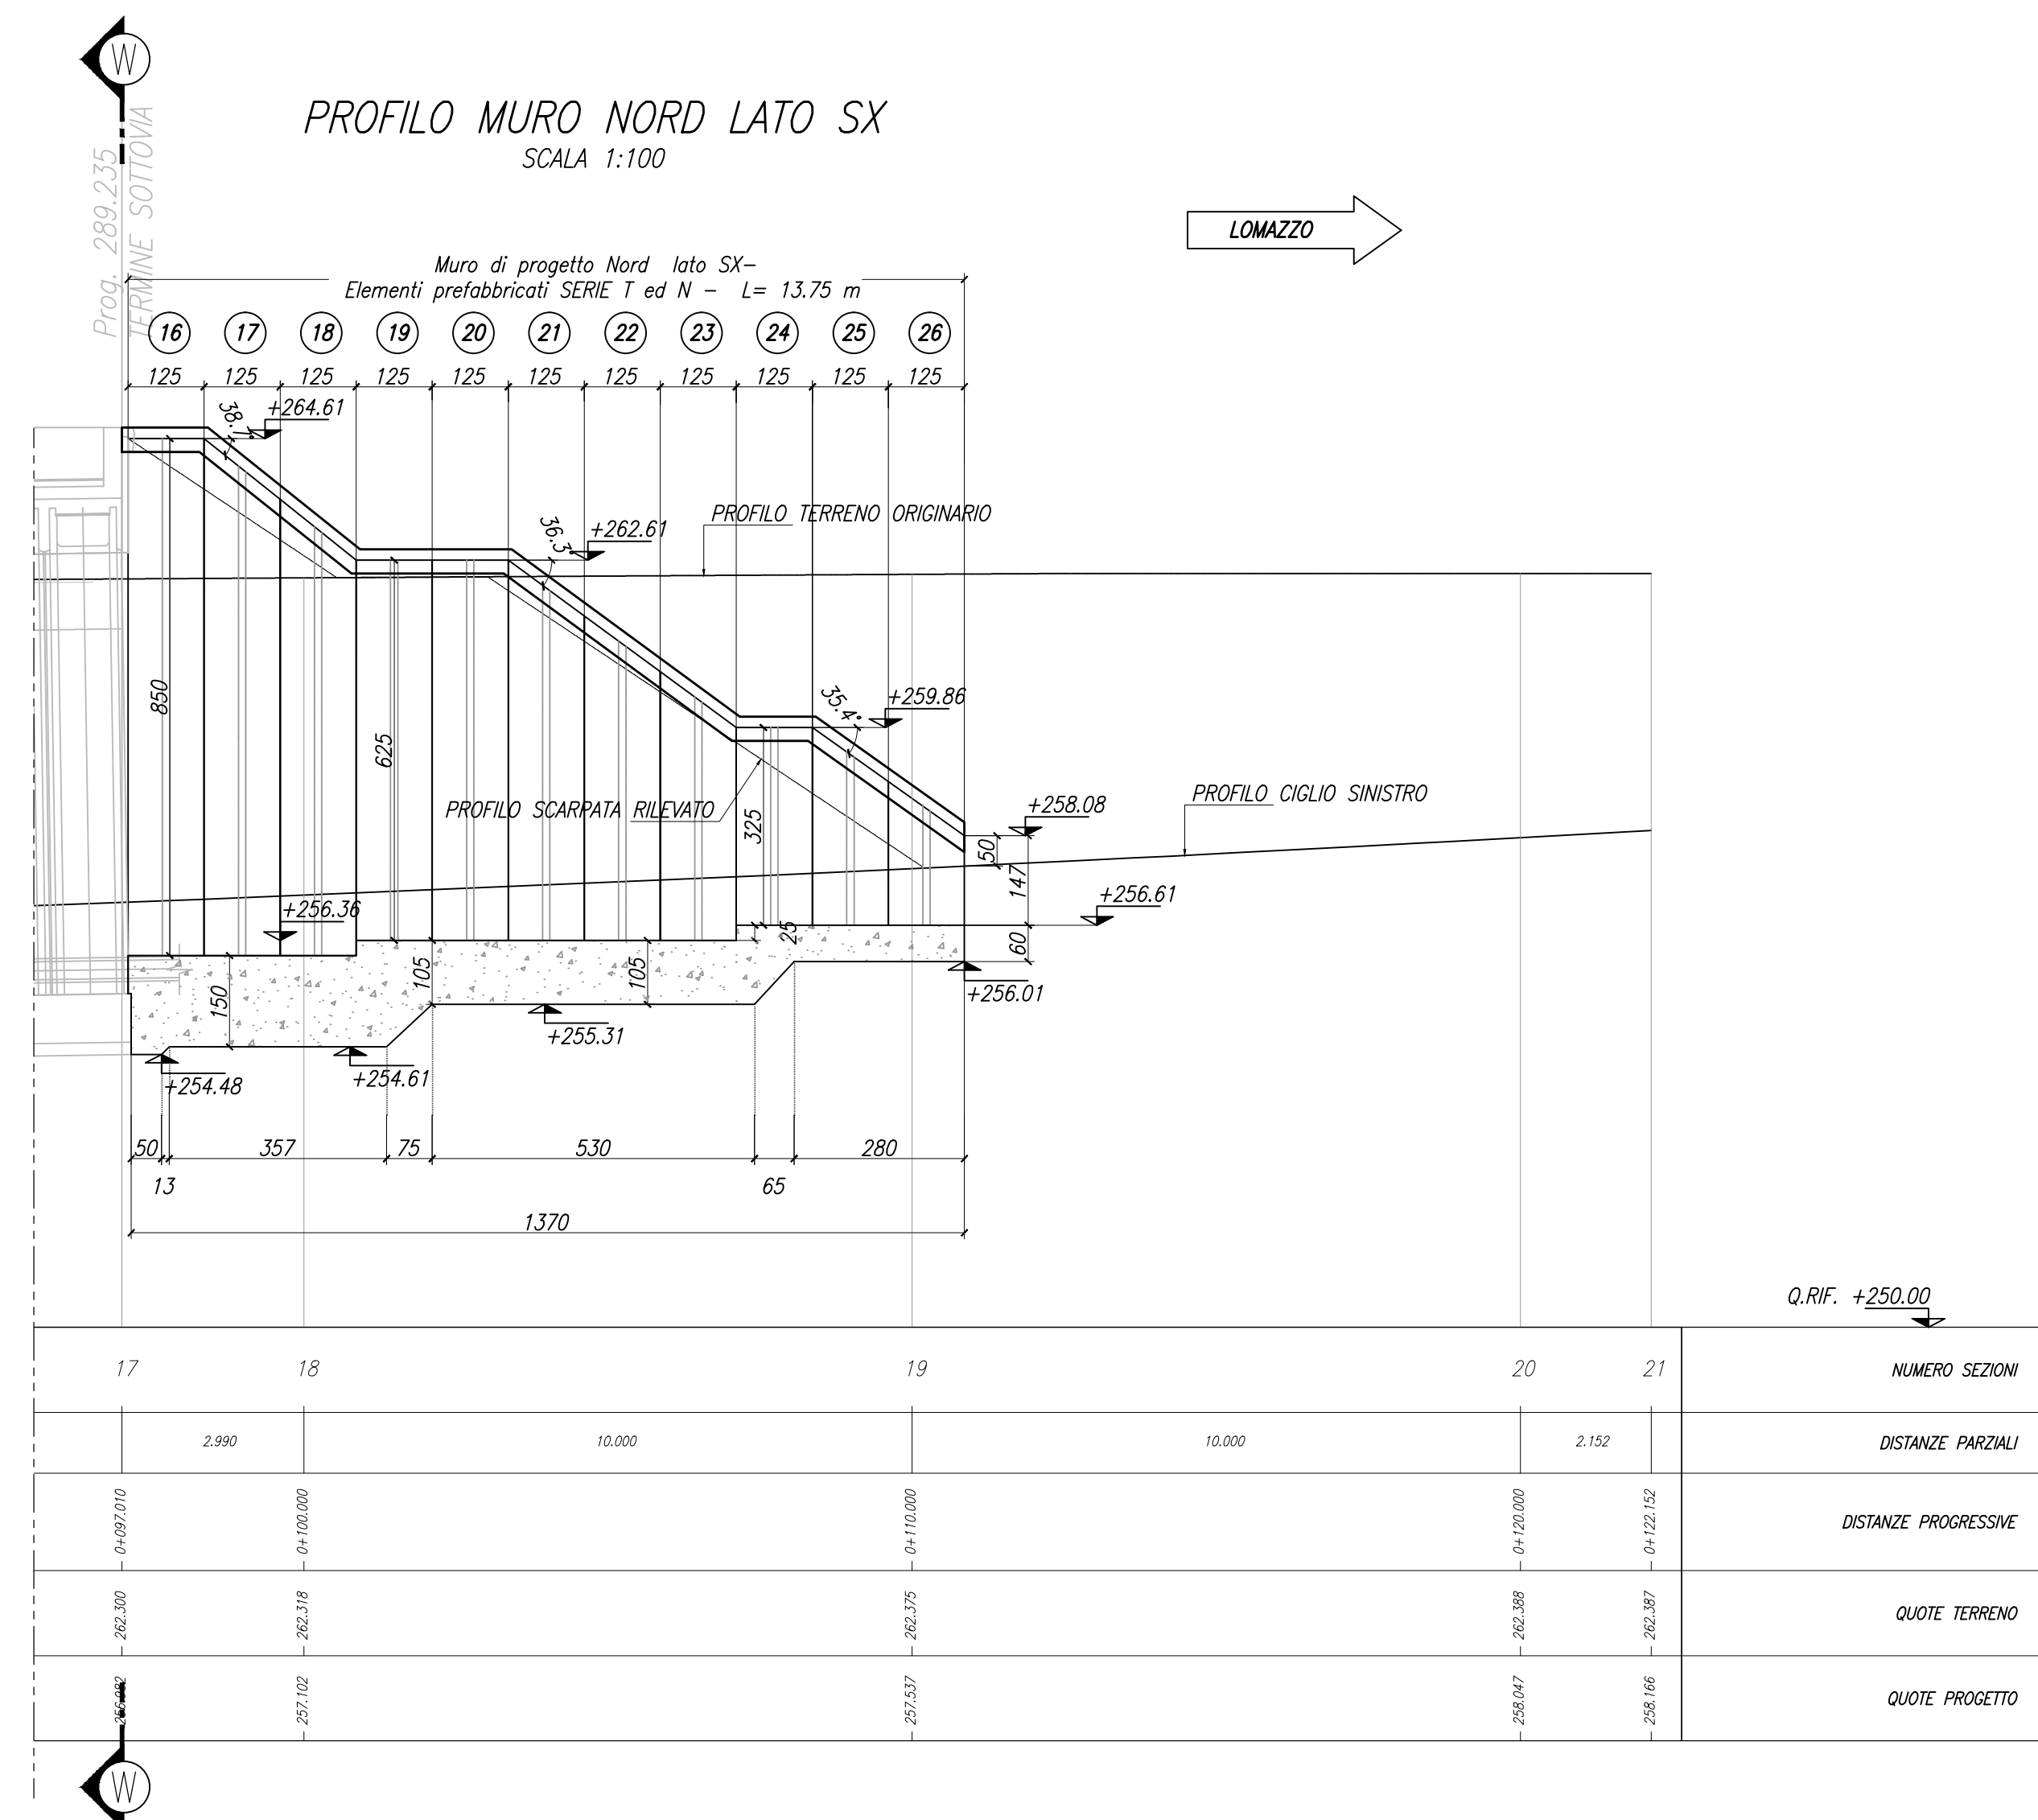 W
PROFILO MURO NORD LATO SX
SCALA 1:100
Prog. 289.235
TERMINE SOTTOVIA
LOMAZZO
Muro di progetto Nord lato SX-
Elementi prefabbricati SERIE T ed N - L= 13.75 m
16 17 18 19 20 21 22 23 24 25 26
125 125 125 125 125 125 125 125 125 125 125
38.7°
+264.61
36.3°
+262.61
PROFILO TERRENO ORIGINARIO
850
625
35.4°
+259.86
PROFILO SCARPATA RILEVATO
325
PROFILO CIGLIO SINISTRO
+258.08
50
147
+256.61
+256.36
25
60
150
105
105
+256.01
+255.31
+254.61
+254.48
50 357 75 530 280
13 65
1370
Q.RIF. +250.00
17 18 19 20 21 NUMERO SEZIONI
2.990 10.000 10.000 2.152 DISTANZE PARZIALI
0+097.010 0+100.000 0+110.000 0+120.000 0+122.152 DISTANZE PROGRESSIVE
262.300 262.318 262.375 262.388 262.387 QUOTE TERRENO
256.982 257.102 257.537 258.047 258.166 QUOTE PROGETTO
W